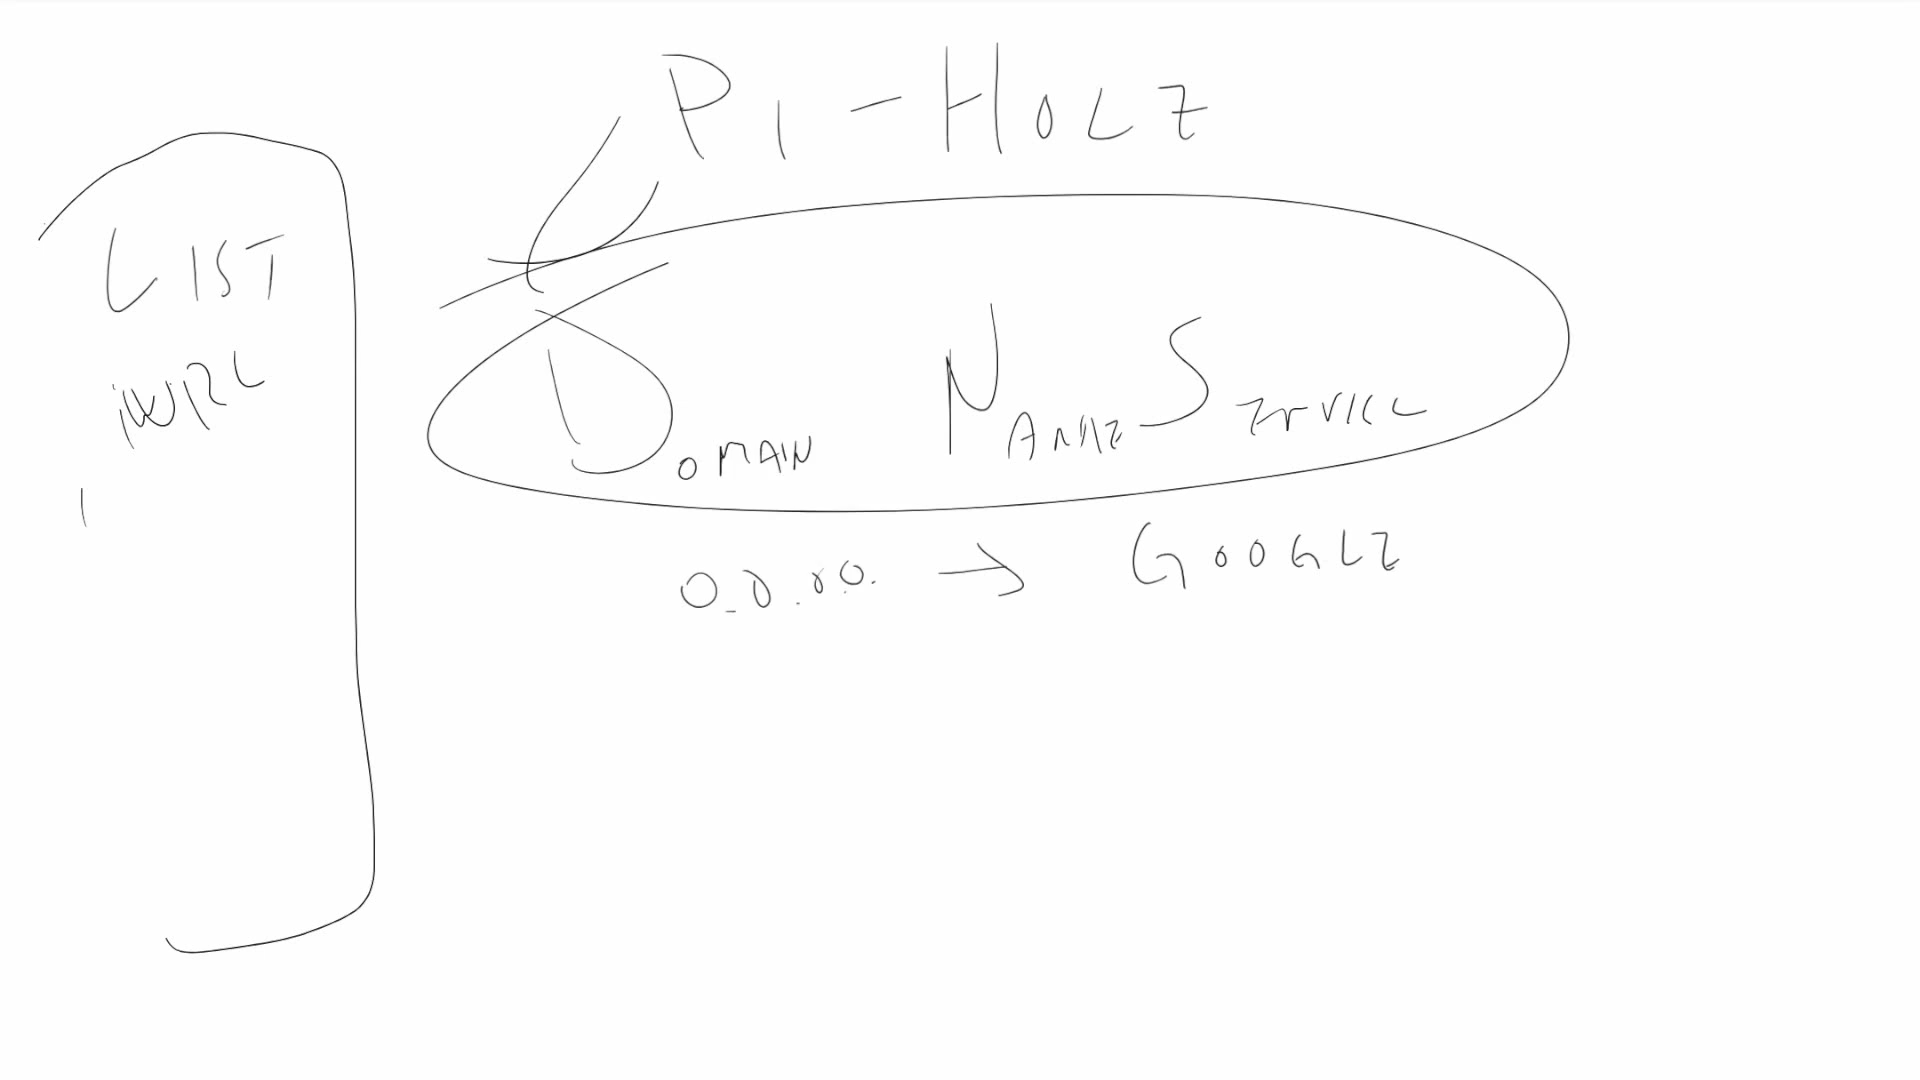 PI-HOLE
LIST
URL
DOMAIN NAME SERVICE
0.0.0.0. → GOOGLE